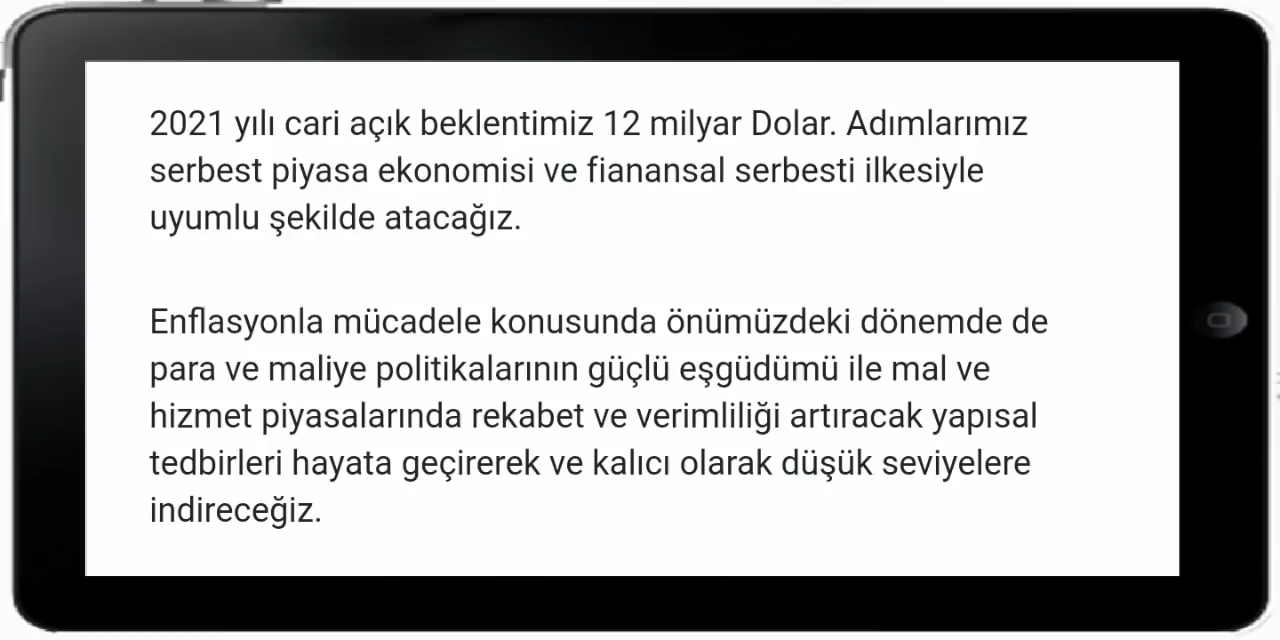 2021 yılı cari açık beklentimiz 12 milyar Dolar. Adımlarımız
serbest piyasa ekonomisi ve fianansal serbesti ilkesiyle
uyumlu şekilde atacağız.
Enflasyonla mücadele konusunda önümüzdeki dönemde de
para ve maliye politikalarının güçlü eşgüdümü ile mal ve
hizmet piyasalarında rekabet ve verimliliği artıracak yapısal
tedbirleri hayata geçirerek ve kalıcı olarak düşük seviyelere
indireceğiz.